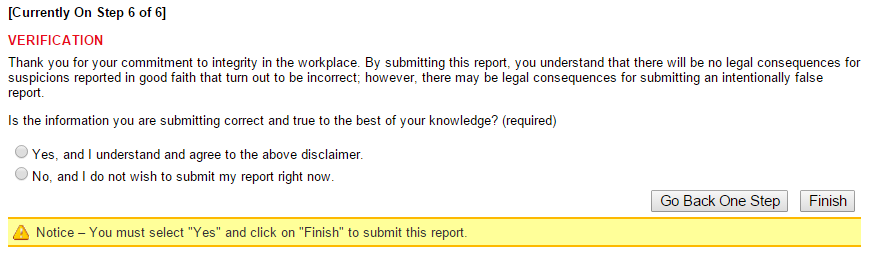 [Currently On Step 6 of 6]
VERIFICATION
Thank you for your commitment to integrity in the workplace. By submitting this report, you understand that there will be no legal consequences for
suspicions reported in good faith that turn out to be incorrect; however, there may be legal consequences for submitting an intentionally false
report.
Is the information you are submitting correct and true to the best of your knowledge? (required)
Yes, and I understand and agree to the above disclaimer.
No, and I do not wish to submit my report right now.
Go Back One Step Finish
Notice – You must select "Yes" and click on "Finish" to submit this report.